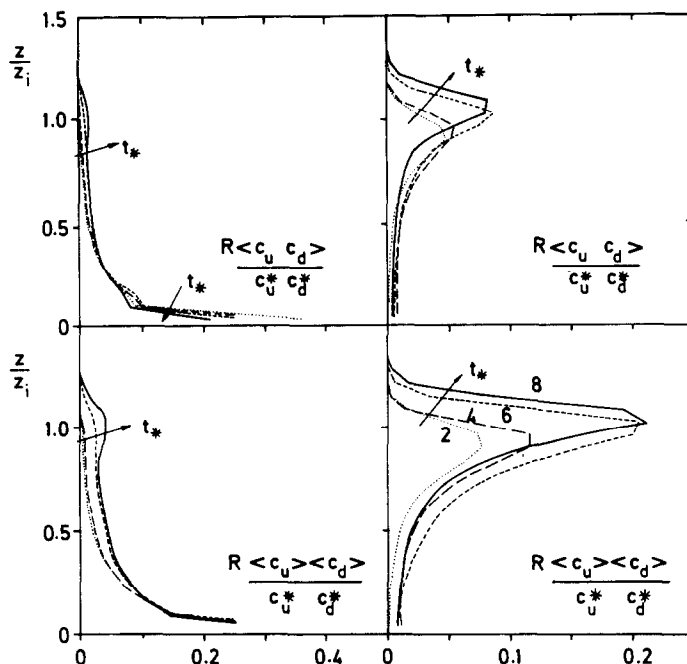 1.5
z
z_i
1.0
0.5
0
t_*
t_*
R<c_u c_d>
c_u^* c_d^*
t_*
R<c_u c_d>
c_u^* c_d^*
z
z_i
1.0
0.5
0
t_*
R<c_u><c_d>
c_u^* c_d^*
t_*
8
6
4
2
R<c_u><c_d>
c_u^* c_d^*
0 0.2 0.4
0 0.1 0.2